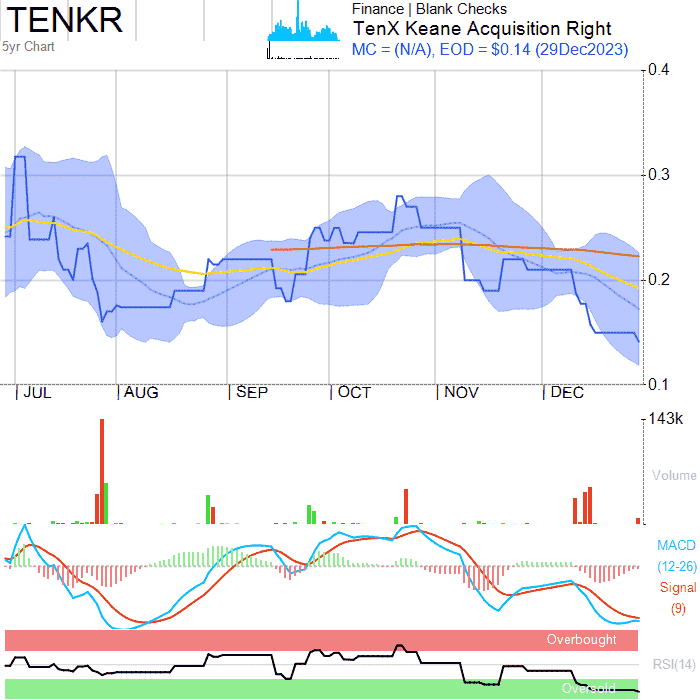 TENKR
5yr Chart
Finance | Blank Checks
TenX Keane Acquisition Right
MC = (N/A), EOD = $0.14 (29Dec2023)
0.4
0.3
0.2
0.1
JUL AUG SEP OCT NOV DEC
143k
Volume
MACD
(12-26)
Signal
(9)
Overbought
RSI(14)
Oversold